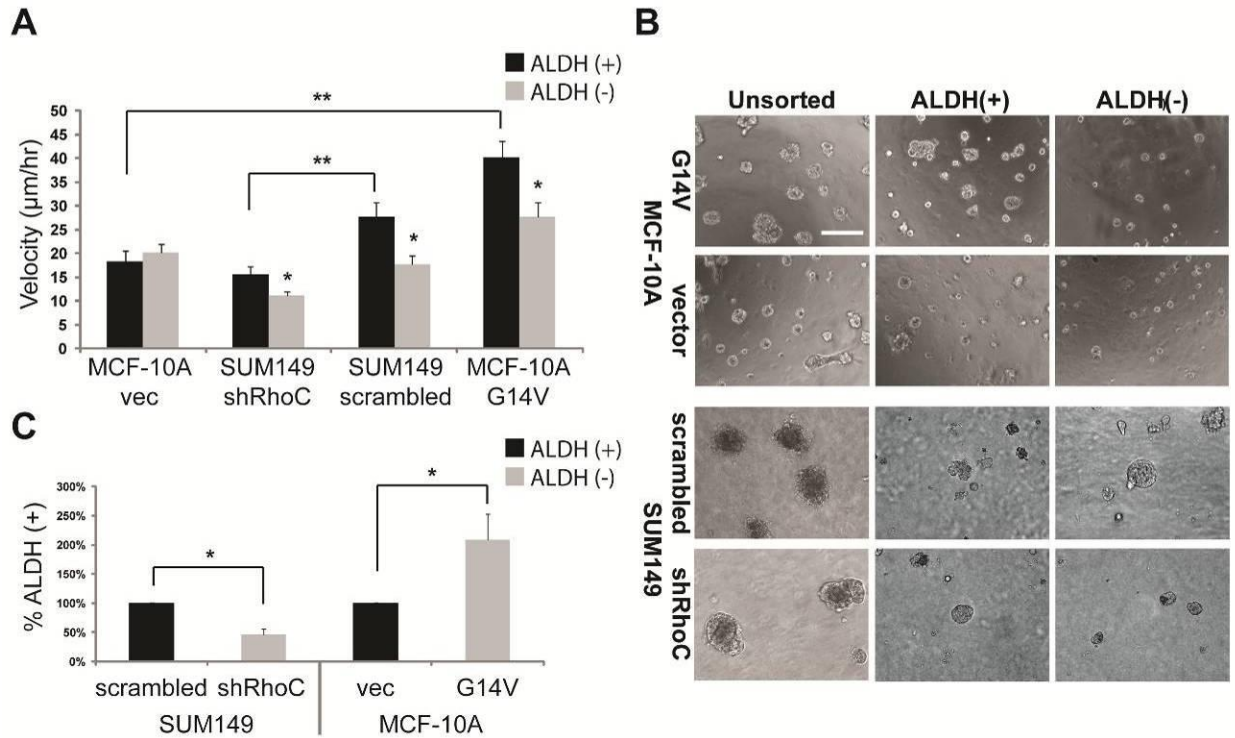 A
ALDH (+)
ALDH (-)
Velocity (µm/hr)
50
45
40
35
30
25
20
15
10
5
0
**
**
*
*
*
MCF-10A
vec
SUM149
shRhoC
SUM149
scrambled
MCF-10A
G14V
B
Unsorted
ALDH(+)
ALDH(-)
MCF-10A
G14V
vector
SUM149
scrambled
shRhoC
C
ALDH (+)
ALDH (-)
% ALDH (+)
300%
250%
200%
150%
100%
50%
0%
*
*
scrambled
shRhoC
vec
G14V
SUM149
MCF-10A